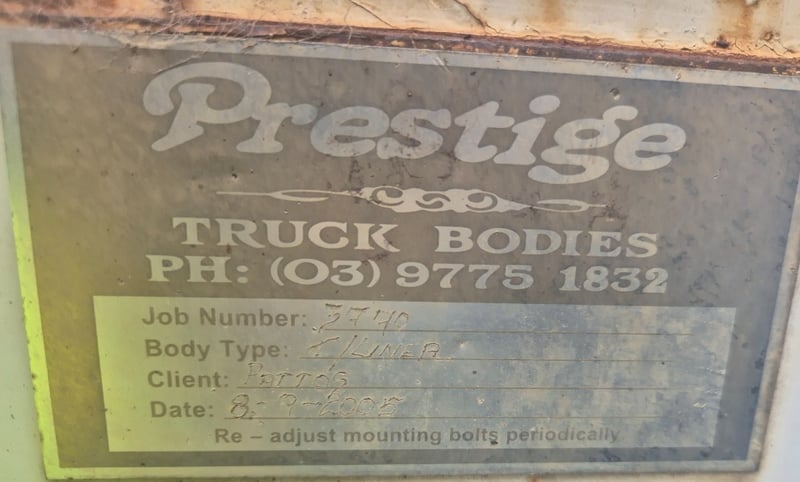 Prestige
TRUCK BODIES
PH: (03) 9775 1832
Job Number: 3740
Body Type: T/LINER
Client: PATTO'S
Date: 8-9-2005
Re – adjust mounting bolts periodically